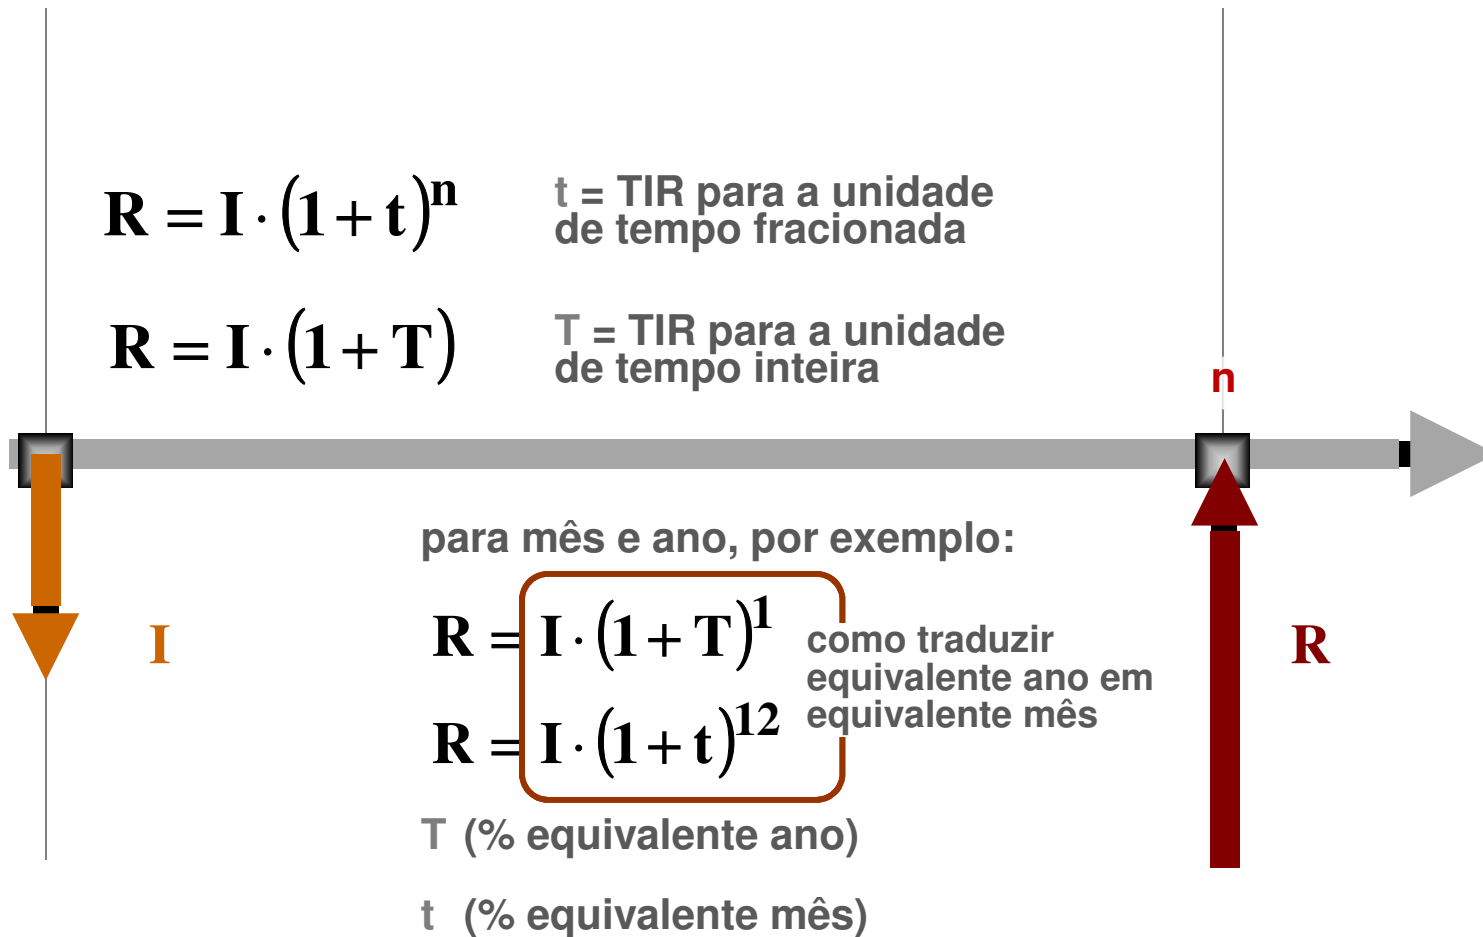 R = I · (1 + t)^n
t = TIR para a unidade
de tempo fracionada
R = I · (1 + T)
T = TIR para a unidade
de tempo inteira
n
para mês e ano, por exemplo:
R = I · (1 + T)^1
como traduzir
equivalente ano em
equivalente mês
R = I · (1 + t)^12
I
R
T (% equivalente ano)
t (% equivalente mês)